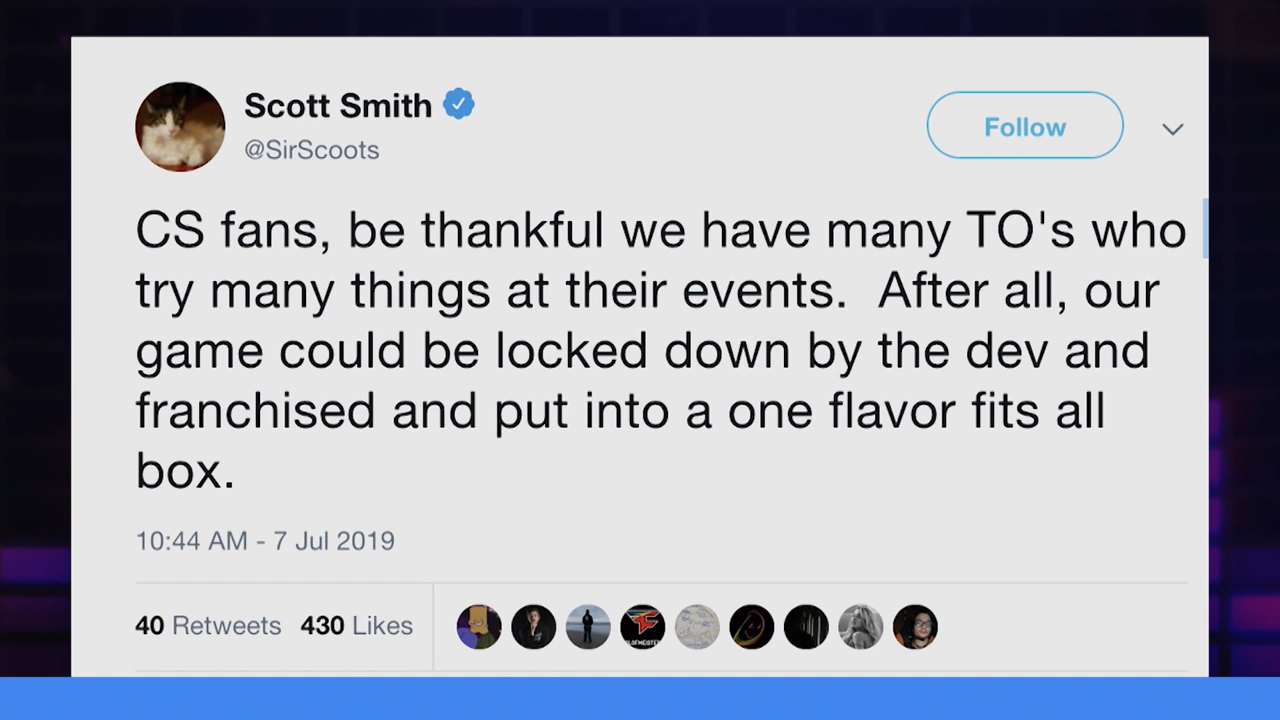 Scott Smith
@SirScoots
Follow
CS fans, be thankful we have many TO's who
try many things at their events.  After all, our
game could be locked down by the dev and
franchised and put into a one flavor fits all
box.
10:44 AM - 7 Jul 2019
40 Retweets 430 Likes